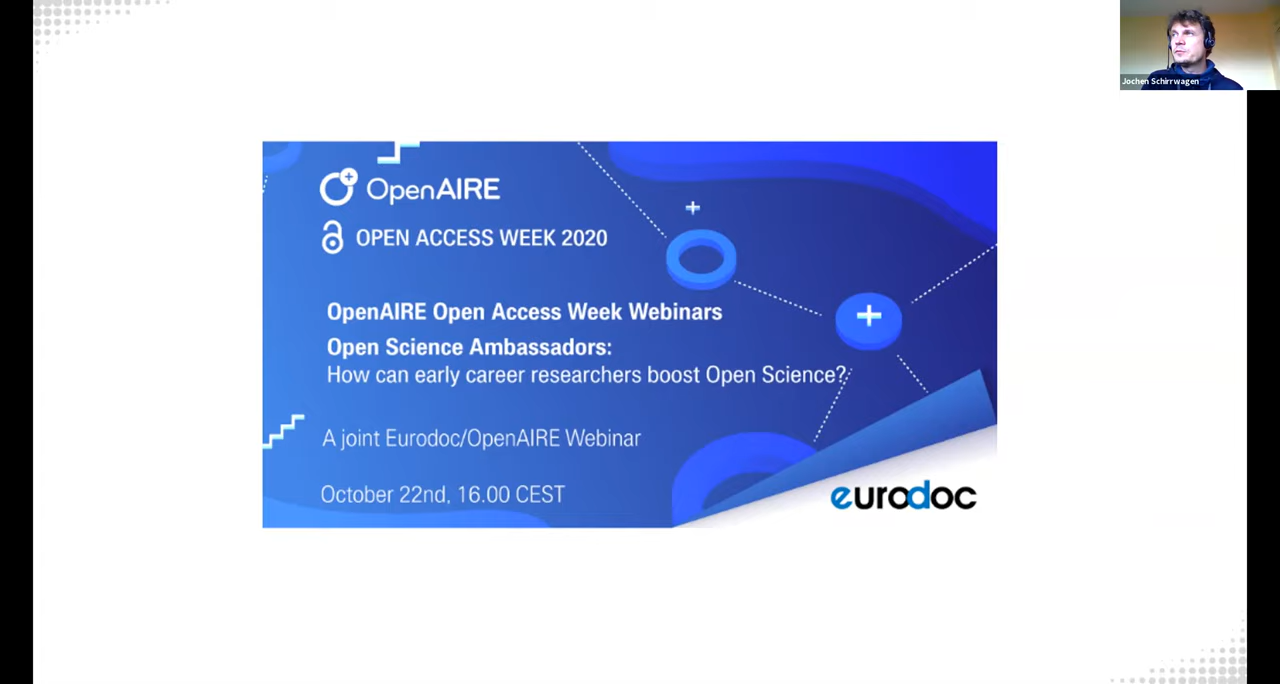 Jochen Schirrwagen
OpenAIRE
OPEN ACCESS WEEK 2020
OpenAIRE Open Access Week Webinars
Open Science Ambassadors:
How can early career researchers boost Open Science?
A joint Eurodoc/OpenAIRE Webinar
October 22nd, 16.00 CEST
eurodoc